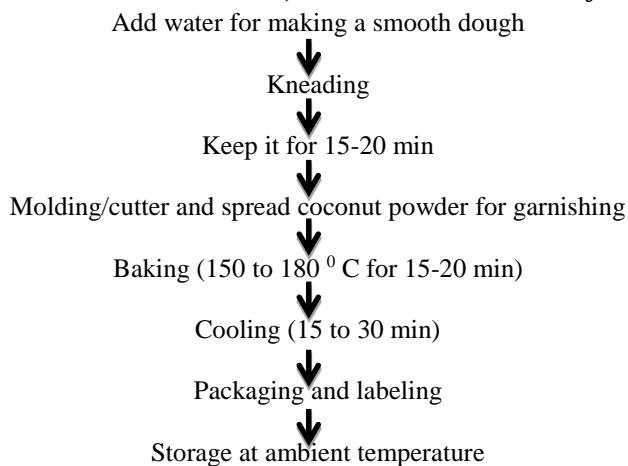 Add water for making a smooth dough
Kneading
Keep it for 15-20 min
Molding/cutter and spread coconut powder for garnishing
Baking (150 to 180 ⁰ C for 15-20 min)
Cooling (15 to 30 min)
Packaging and labeling
Storage at ambient temperature